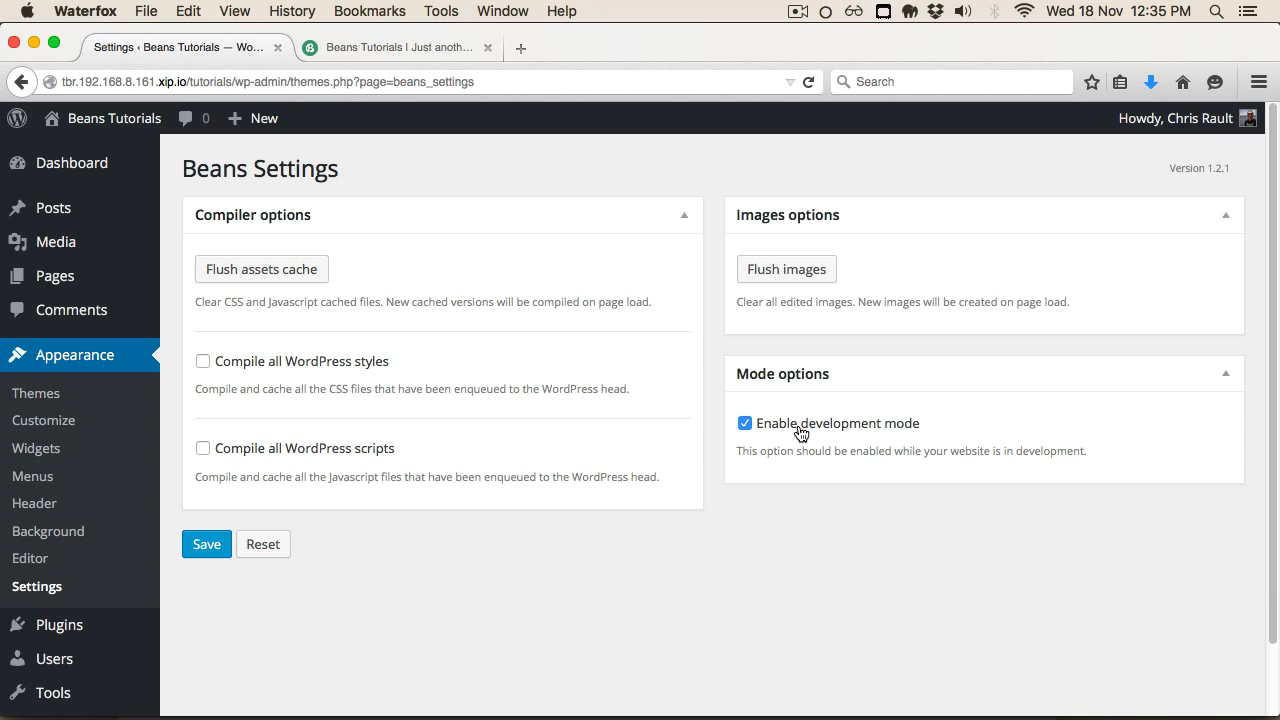 Waterfox File Edit View History Bookmarks Tools Window Help Wed 18 Nov 12:35 PM
Settings ‹ Beans Tutorials — Wo... Beans Tutorials | Just anoth...
tbr.192.168.8.161.xip.io/tutorials/wp-admin/themes.php?page=beans_settings Search
Beans Tutorials 0 New Howdy, Chris Rault
Dashboard
Posts
Media
Pages
Comments
Appearance
Themes
Customize
Widgets
Menus
Header
Background
Editor
Settings
Plugins
Users
Tools
Beans Settings
Version 1.2.1
Compiler options
Flush assets cache
Clear CSS and Javascript cached files. New cached versions will be compiled on page load.
Compile all WordPress styles
Compile and cache all the CSS files that have been enqueued to the WordPress head.
Compile all WordPress scripts
Compile and cache all the Javascript files that have been enqueued to the WordPress head.
Save Reset
Images options
Flush images
Clear all edited images. New images will be created on page load.
Mode options
Enable development mode
This option should be enabled while your website is in development.